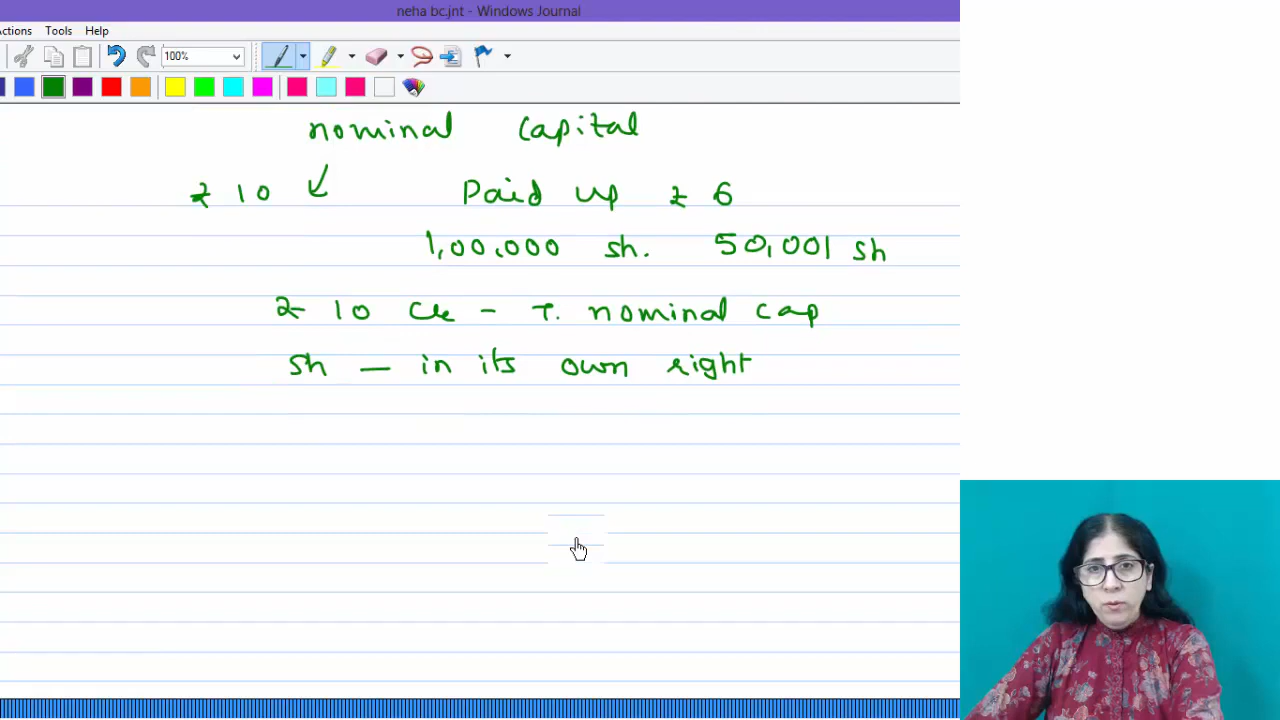 neha bc.jnt - Windows Journal
Actions Tools Help
100%
nominal capital
₹ 10 Paid up ₹ 6
1,00,000 sh. 50,001 sh
₹ 10 - T. nominal cap
sh — in its own right